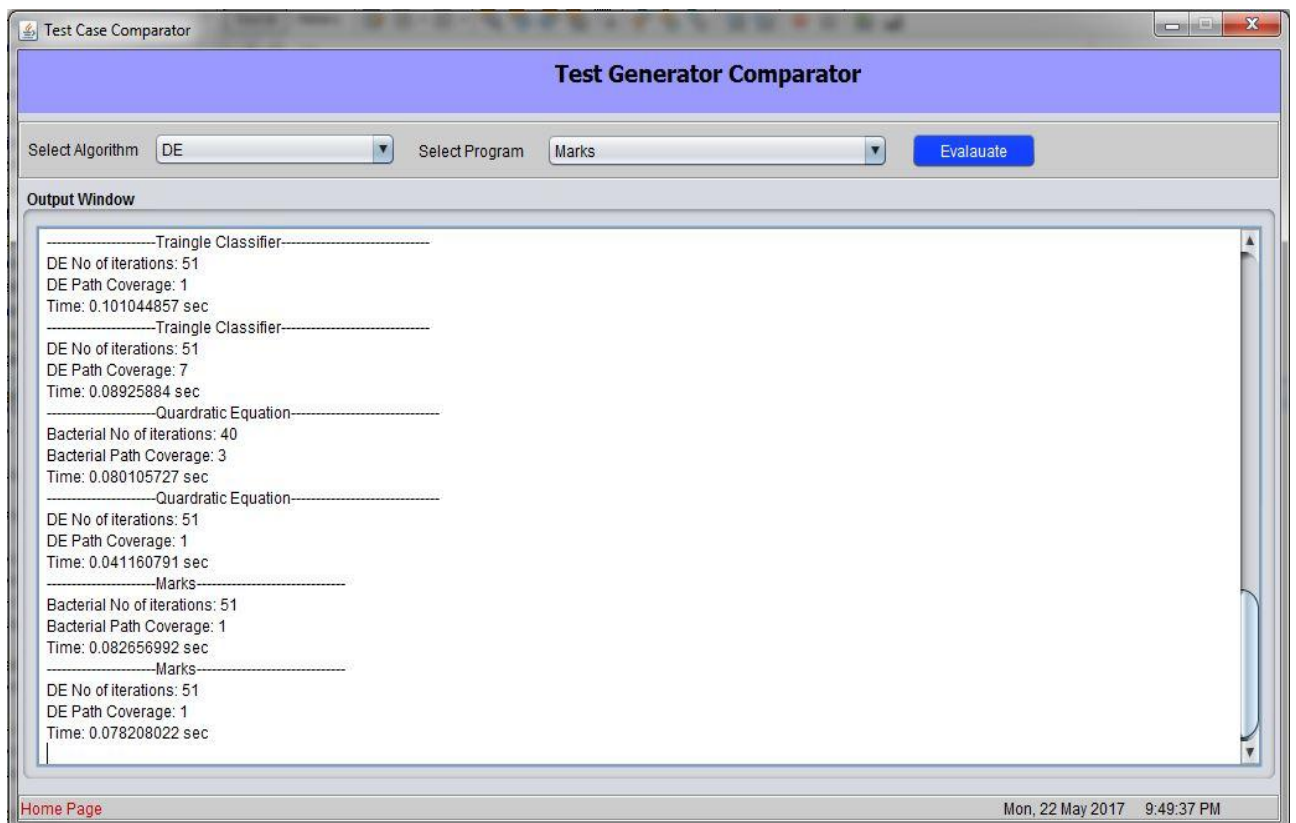 Test Case Comparator
Test Generator Comparator
Select Algorithm DE Select Program Marks Evalauate
Output Window
----------------------Traingle Classifier------------------------------
DE No of iterations: 51
DE Path Coverage: 1
Time: 0.101044857 sec
----------------------Traingle Classifier------------------------------
DE No of iterations: 51
DE Path Coverage: 7
Time: 0.08925884 sec
----------------------Quardratic Equation------------------------------
Bacterial No of iterations: 40
Bacterial Path Coverage: 3
Time: 0.080105727 sec
----------------------Quardratic Equation------------------------------
DE No of iterations: 51
DE Path Coverage: 1
Time: 0.041160791 sec
----------------------Marks------------------------------
Bacterial No of iterations: 51
Bacterial Path Coverage: 1
Time: 0.082656992 sec
----------------------Marks------------------------------
DE No of iterations: 51
DE Path Coverage: 1
Time: 0.078208022 sec
Home Page Mon, 22 May 2017 9:49:37 PM